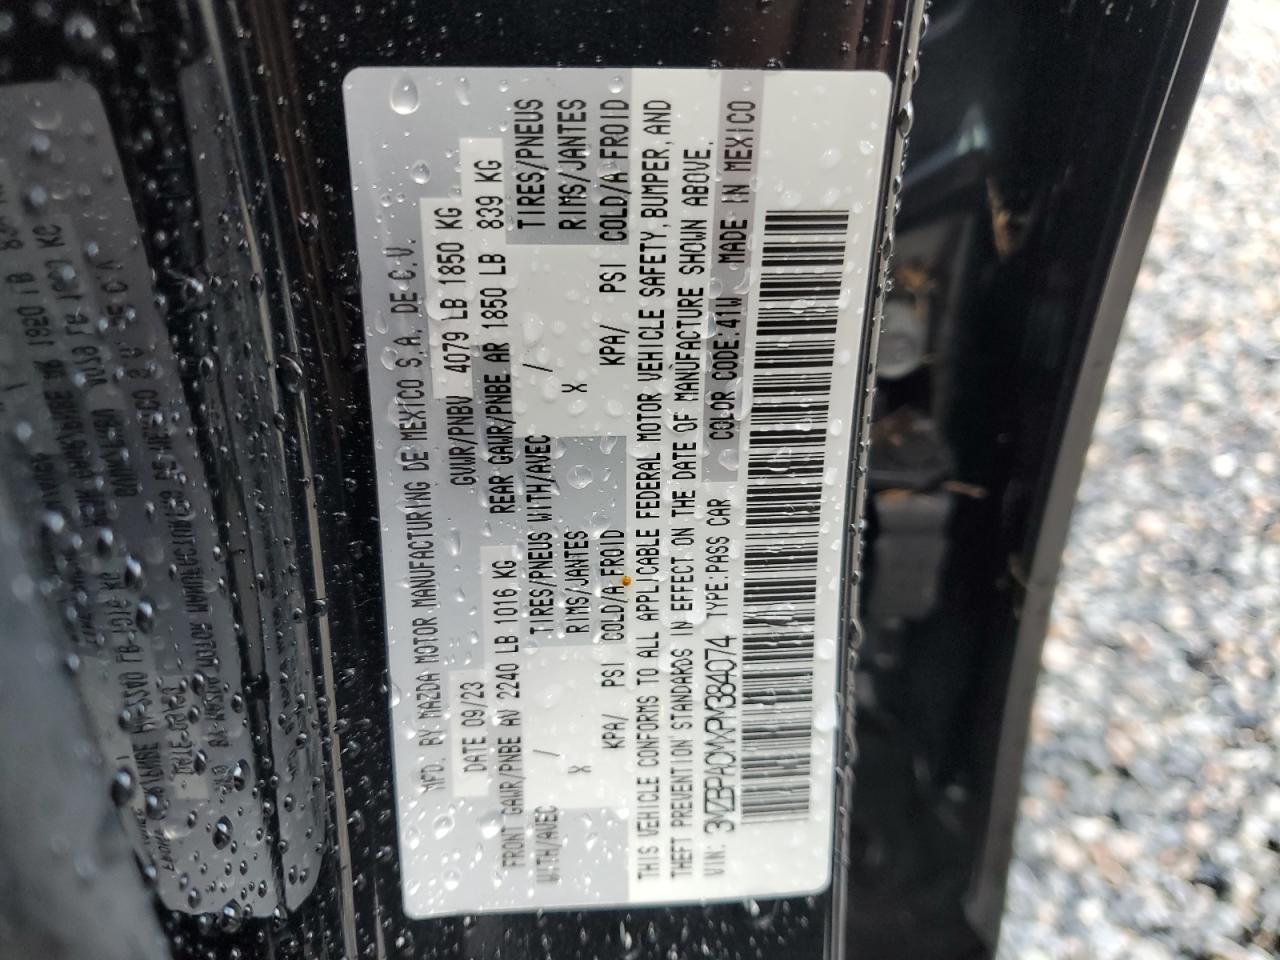 MFD. BY MAZDA MOTOR MANUFACTURING DE MEXICO S.A. DE C.V.
DATE 09/23 GVWR/PNBV 4079 LB 1850 KG
FRONT GAWR/PNBE AV 2240 LB 1016 KG REAR GAWR/PNBE AR 1850 LB 839 KG
WITH/AVEC / TIRES/PNEUS WITH/AVEC / TIRES/PNEUS
X RIMS/JANTES X RIMS/JANTES
KPA/ PSI COLD/A FROID KPA/ PSI COLD/A FROID
THIS VEHICLE CONFORMS TO ALL APPLICABLE FEDERAL MOTOR VEHICLE SAFETY, BUMPER, AND
THEFT PREVENTION STANDARDS IN EFFECT ON THE DATE OF MANUFACTURE SHOWN ABOVE.
VIN: 3MZBPAOMXPM384074 TYPE:PASS CAR COLOR CODE:41W MADE IN MEXICO